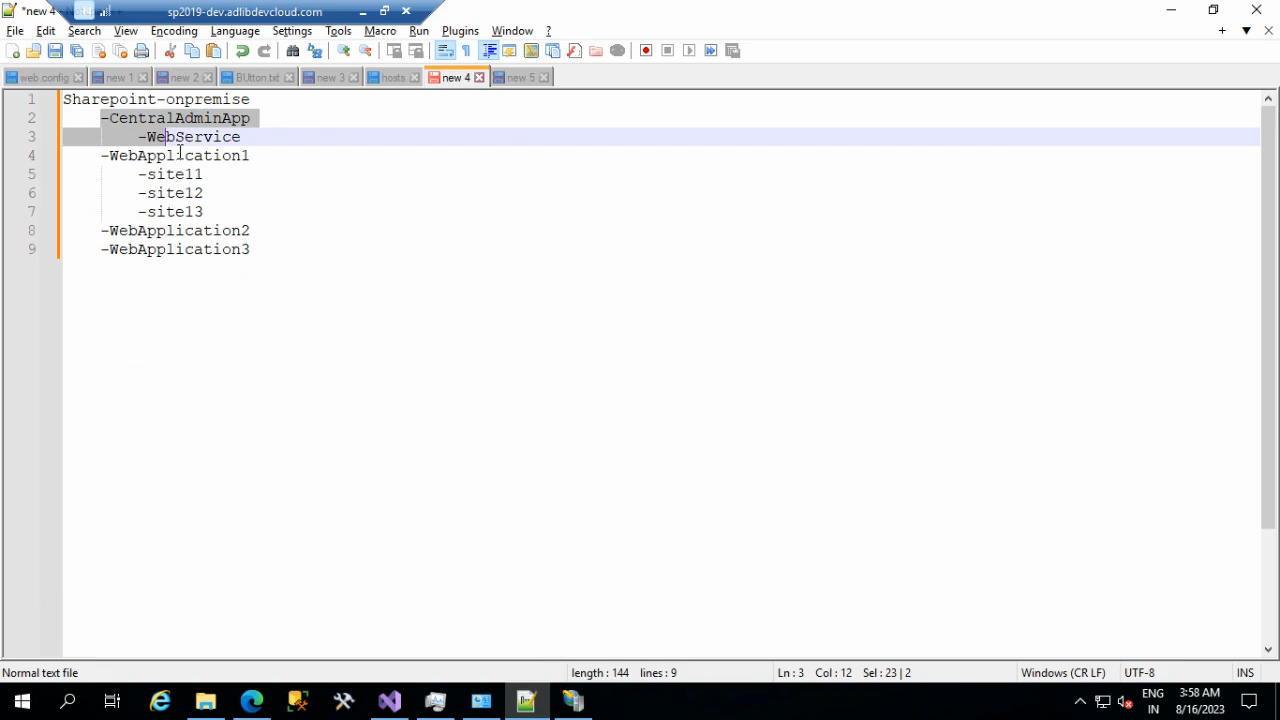 *new 4 -
sp2019-dev.adlibdevcloud.com
File Edit Search View Encoding Language Settings Tools Macro Run Plugins Window ?
web.config new 1 new 2 BUtton.txt new 3 hosts new 4 new 5
1 Sharepoint-onpremise
2 -CentralAdminApp
3 -WebService
4 -WebApplication1
5 -site11
6 -site12
7 -site13
8 -WebApplication2
9 -WebApplication3
Normal text file length : 144 lines : 9 Ln : 3 Col : 12 Sel : 23 | 2 Windows (CR LF) UTF-8 INS
ENG 3:58 AM
IN 8/16/2023